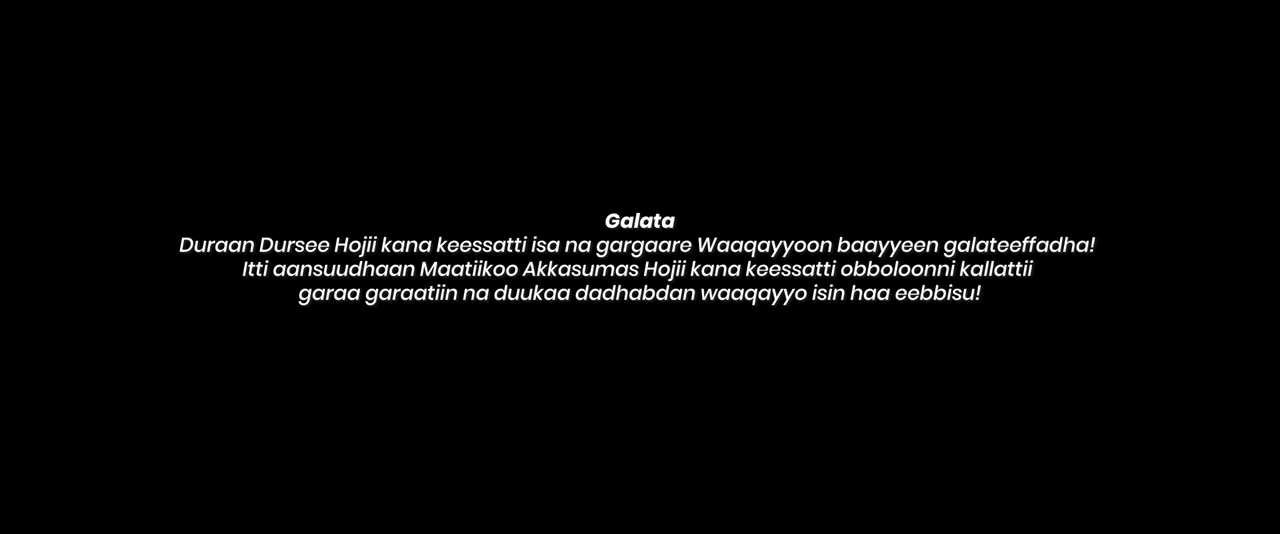 Galata
Duraan Dursee Hojii kana keessatti isa na gargaare Waaqayyoon baayyeen galateeffadha!
Itti aansuudhaan Maatiikoo Akkasumas Hojii kana keessatti obboloonni kallattii
garaa garaatiin na duukaa dadhabdan waaqayyo isin haa eebbisu!